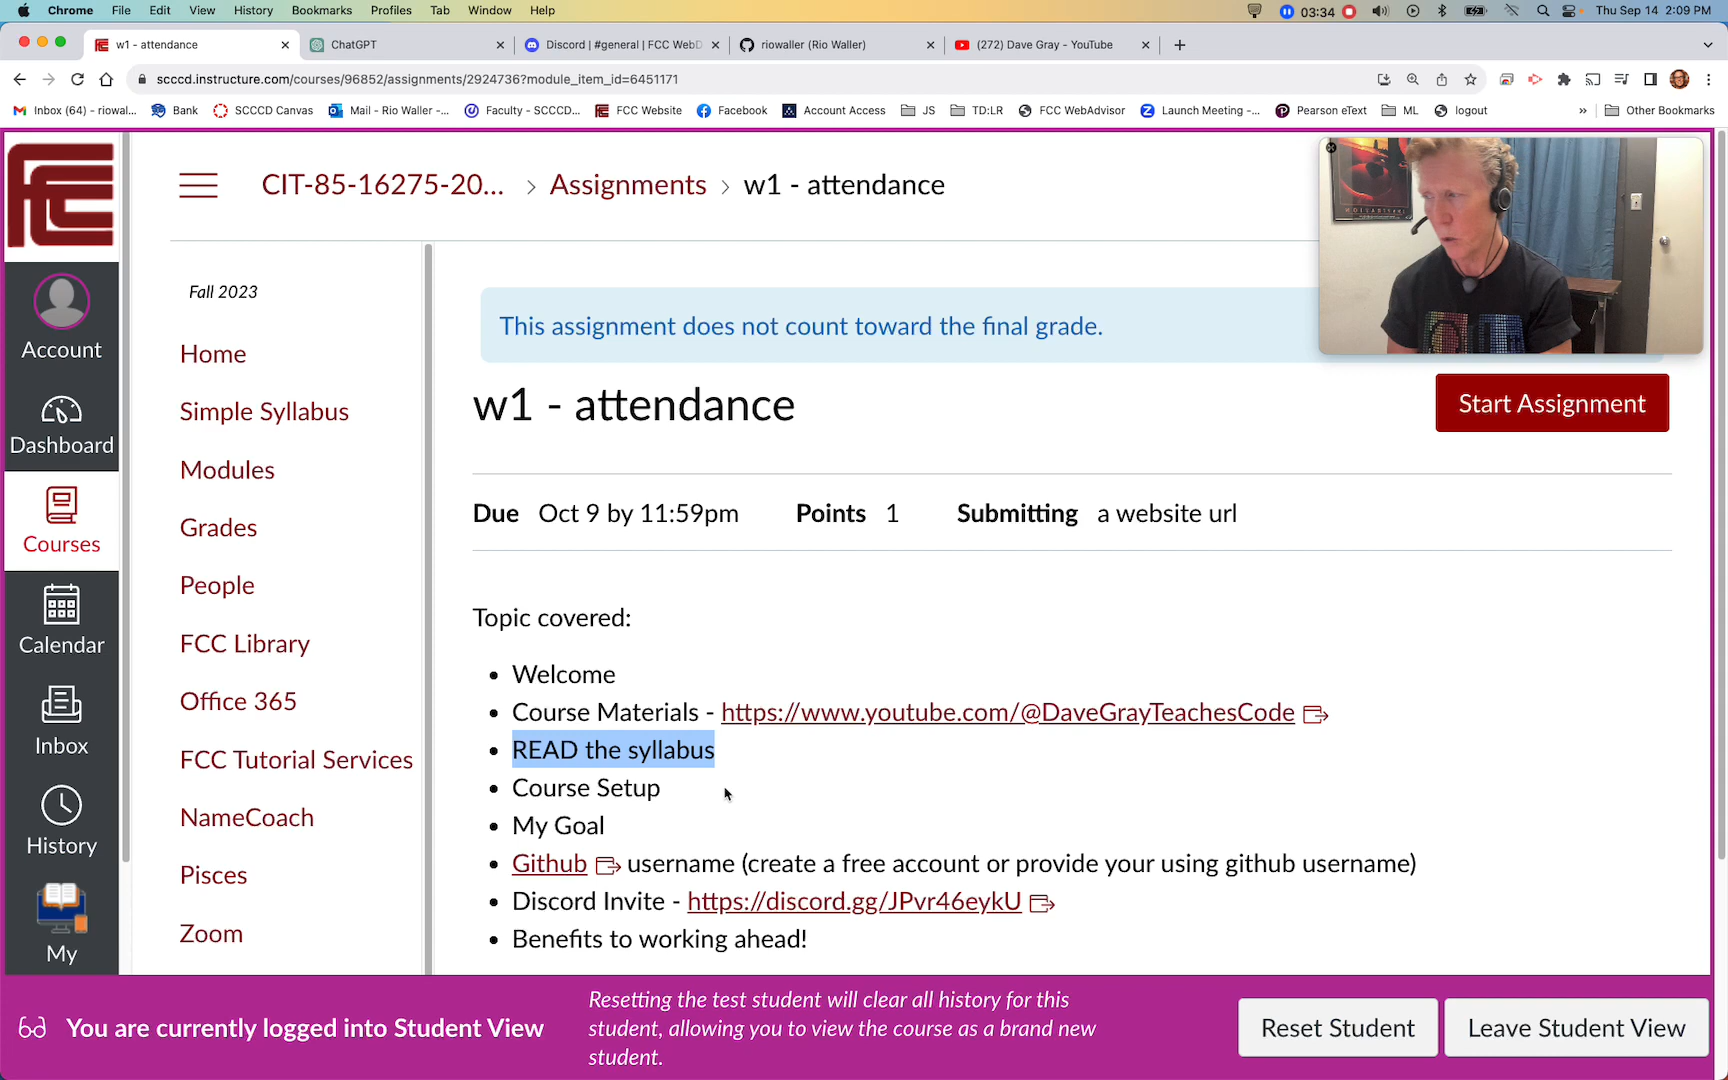 Chrome File Edit View History Bookmarks Profiles Tab Window Help 03:34 Thu Sep 14 2:09 PM
w1 - attendance ChatGPT Discord | #general | FCC WebD riowaller (Rio Waller) (272) Dave Gray - YouTube
scccd.instructure.com/courses/96852/assignments/2924736?module_item_id=6451171
Inbox (64) - riowal... Bank SCCCD Canvas Mail - Rio Waller -... Faculty - SCCCD... FCC Website Facebook Account Access JS TD:LR FCC WebAdvisor Launch Meeting -... Pearson eText ML logout » Other Bookmarks
CIT-85-16275-20... > Assignments > w1 - attendance
Account
Dashboard
Courses
Calendar
Inbox
History
My
Fall 2023
Home
Simple Syllabus
Modules
Grades
People
FCC Library
Office 365
FCC Tutorial Services
NameCoach
Pisces
Zoom
This assignment does not count toward the final grade.
w1 - attendance
Start Assignment
Due Oct 9 by 11:59pm Points 1 Submitting a website url
Topic covered:
• Welcome
• Course Materials - https://www.youtube.com/@DaveGrayTeachesCode
• READ the syllabus
• Course Setup
• My Goal
• Github username (create a free account or provide your using github username)
• Discord Invite - https://discord.gg/JPvr46eykU
• Benefits to working ahead!
You are currently logged into Student View
Resetting the test student will clear all history for this
student, allowing you to view the course as a brand new
student.
Reset Student
Leave Student View